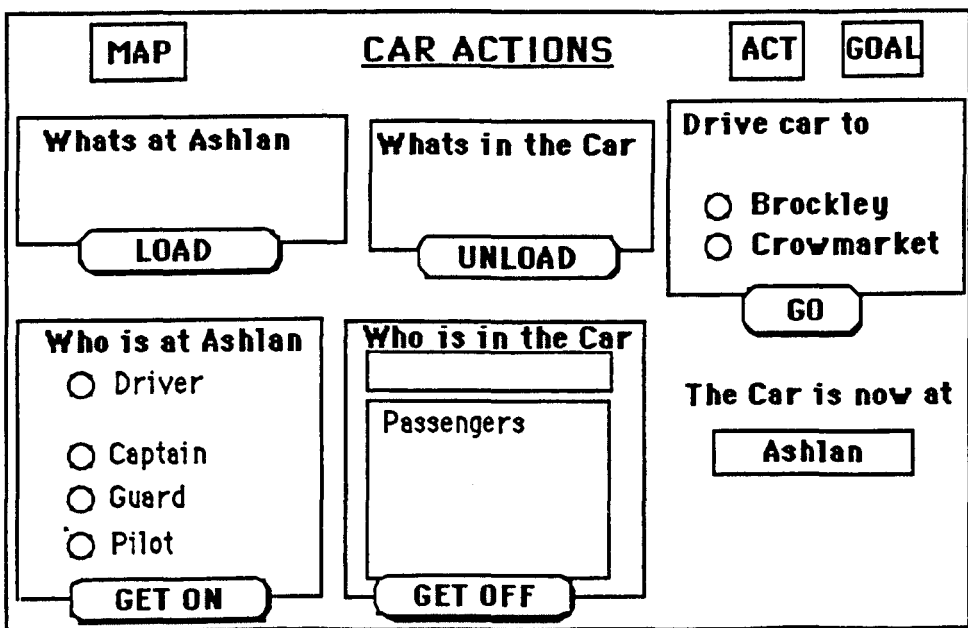 MAP
CAR ACTIONS
ACT
GOAL
Whats at Ashlan
LOAD
Whats in the Car
UNLOAD
Drive car to
Brockley
Crowmarket
GO
Who is at Ashlan
Driver
Captain
Guard
Pilot
GET ON
Who is in the Car
Passengers
GET OFF
The Car is now at
Ashlan